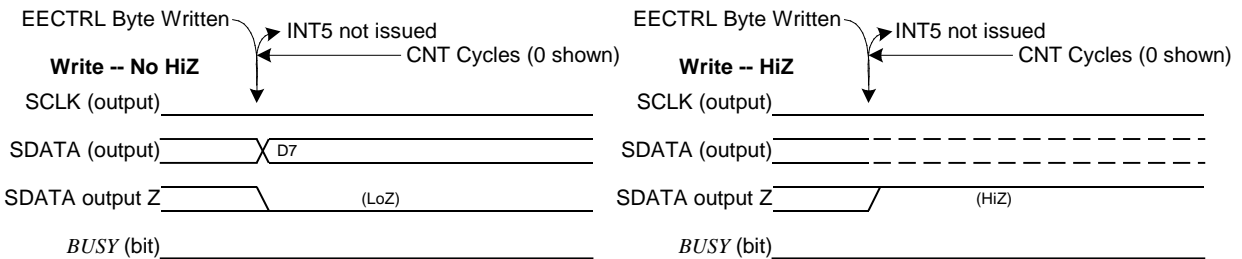 EECTRL Byte Written
INT5 not issued
CNT Cycles (0 shown)
Write -- No HiZ
SCLK (output)
SDATA (output)
D7
SDATA output Z
(LoZ)
BUSY (bit)
EECTRL Byte Written
INT5 not issued
CNT Cycles (0 shown)
Write -- HiZ
SCLK (output)
SDATA (output)
SDATA output Z
(HiZ)
BUSY (bit)